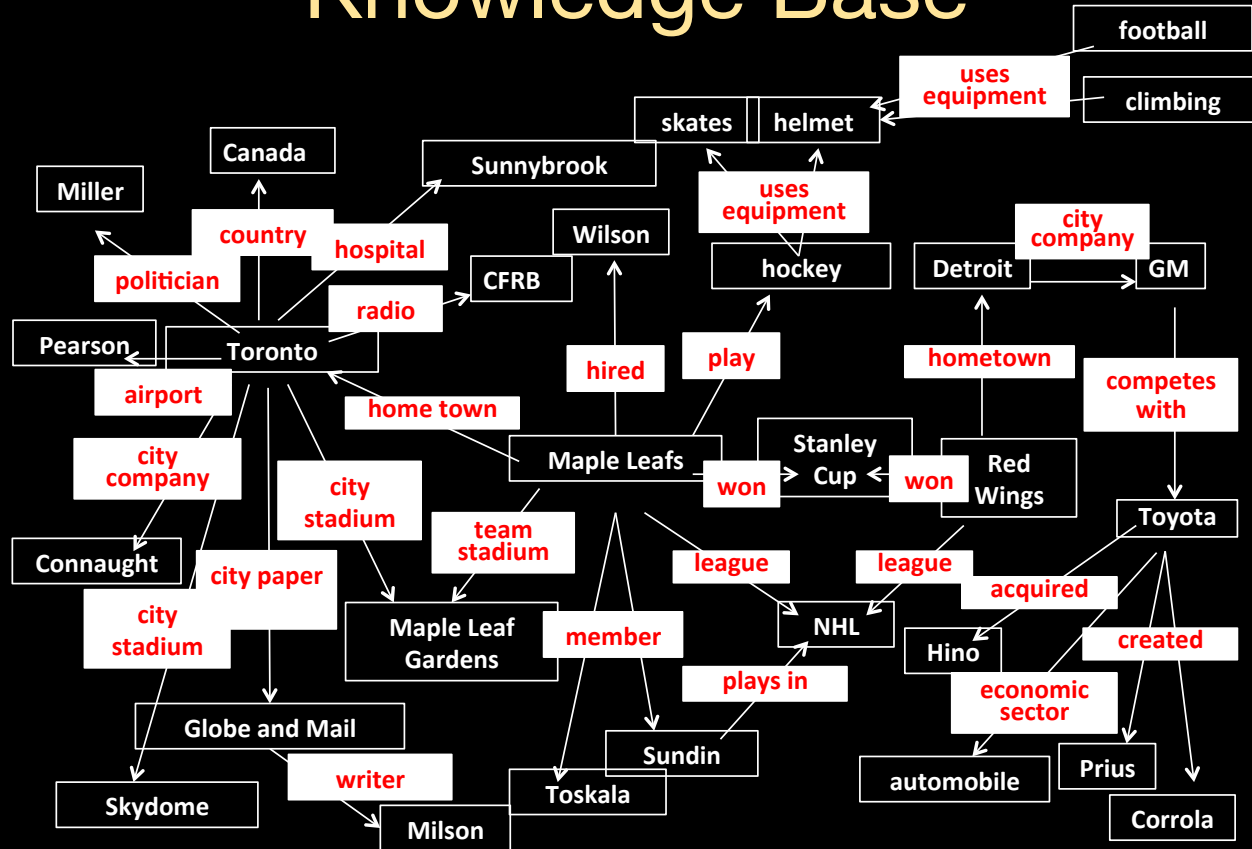 Knowledge Base
football
uses
equipment
climbing
skates
helmet
Canada
Sunnybrook
Miller
uses
equipment
city
company
country
hospital
Wilson
hockey
Detroit
GM
politician
CFRB
radio
Pearson
Toronto
hired
play
hometown
competes
with
airport
home town
Stanley
Cup
Maple Leafs
Red
Wings
won
won
city
company
city
stadium
Toyota
team
stadium
Connaught
city paper
league
league
acquired
city
stadium
Maple Leaf
Gardens
member
NHL
Hino
created
plays in
economic
sector
Globe and Mail
Sundin
writer
Prius
automobile
Toskala
Skydome
Milson
Corrola